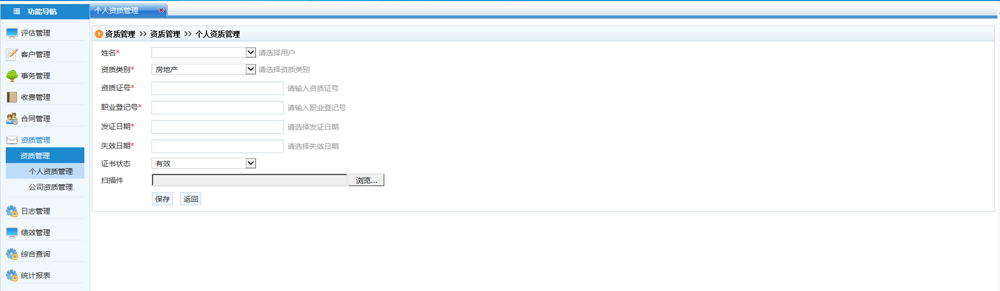 功能导航
个人资质管理
评估管理
客户管理
事务管理
收费管理
合同管理
资质管理
资质管理
个人资质管理
公司资质管理
日志管理
绩效管理
综合查询
统计报表
资质管理 >> 资质管理 >> 个人资质管理
姓名* 请选择用户
资质类别* 房地产 请选择资质类别
资质证号* 请输入资质证号
职业登记号* 请输入职业登记号
发证日期* 请选择发证日期
失效日期* 请选择失效日期
证书状态 有效
扫描件 浏览...
保存 返回